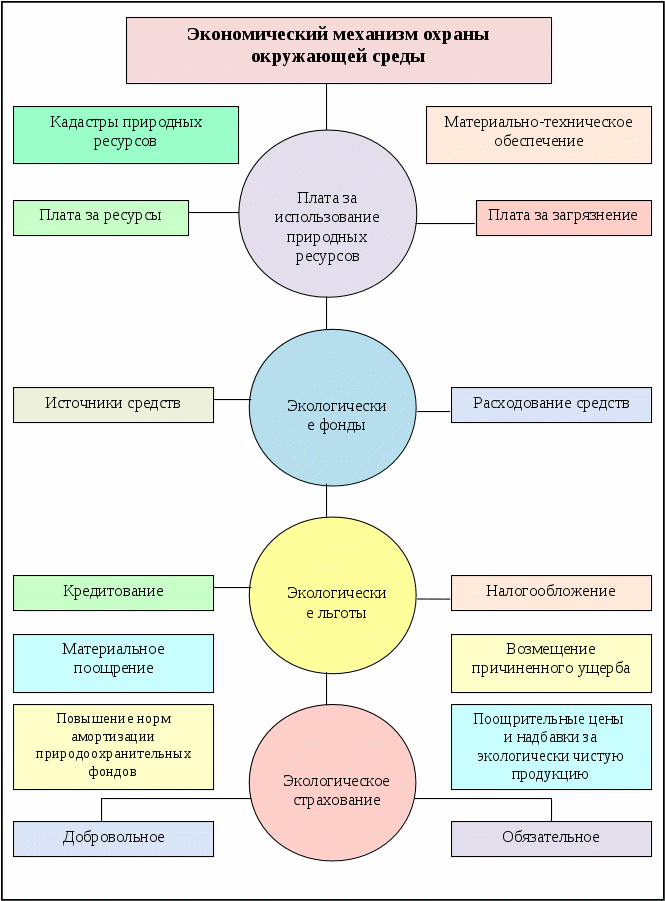 Экономический механизм охраны
окружающей среды
Кадастры природных
ресурсов
Материально-техническое
обеспечение
Плата за
использование
природных
ресурсов
Плата за ресурсы
Плата за загрязнение
Источники средств
Экологически
е фонды
Расходование средств
Кредитование
Экологически
е льготы
Налогообложение
Материальное
поощрение
Возмещение
причиненного ущерба
Повышение норм
амортизации
природоохранительных
фондов
Поощрительные цены
и надбавки за
экологически чистую
продукцию
Экологическое
страхование
Добровольное
Обязательное